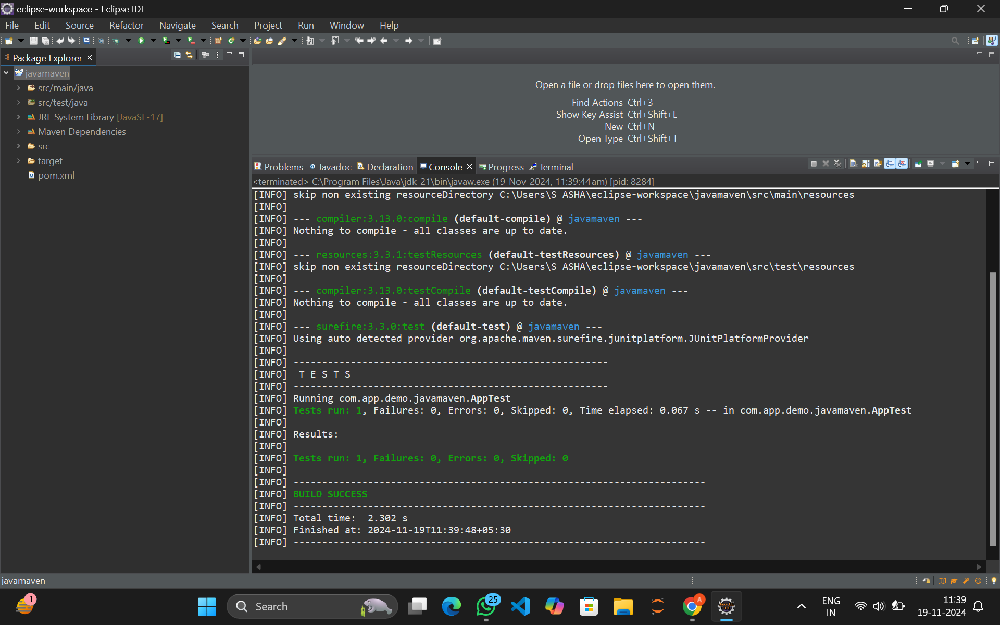 eclipse-workspace - Eclipse IDE
File Edit Source Refactor Navigate Search Project Run Window Help
Package Explorer
javamaven
src/main/java
src/test/java
JRE System Library [JavaSE-17]
Maven Dependencies
src
target
pom.xml
Open a file or drop files here to open them.
Find Actions Ctrl+3
Show Key Assist Ctrl+Shift+L
New Ctrl+N
Open Type Ctrl+Shift+T
Problems Javadoc Declaration Console Progress Terminal
<terminated> C:\Program Files\Java\jdk-21\bin\javaw.exe (19-Nov-2024, 11:39:44 am) [pid: 8284]
[INFO] skip non existing resourceDirectory C:\Users\S ASHA\eclipse-workspace\javamaven\src\main\resources
[INFO]
[INFO] --- compiler:3.13.0:compile (default-compile) @ javamaven ---
[INFO] Nothing to compile - all classes are up to date.
[INFO]
[INFO] --- resources:3.3.1:testResources (default-testResources) @ javamaven ---
[INFO] skip non existing resourceDirectory C:\Users\S ASHA\eclipse-workspace\javamaven\src\test\resources
[INFO]
[INFO] --- compiler:3.13.0:testCompile (default-testCompile) @ javamaven ---
[INFO] Nothing to compile - all classes are up to date.
[INFO]
[INFO] --- surefire:3.3.0:test (default-test) @ javamaven ---
[INFO] Using auto detected provider org.apache.maven.surefire.junitplatform.JUnitPlatformProvider
[INFO]
[INFO] -------------------------------------------------------
[INFO]  T E S T S
[INFO] -------------------------------------------------------
[INFO] Running com.app.demo.javamaven.AppTest
[INFO] Tests run: 1, Failures: 0, Errors: 0, Skipped: 0, Time elapsed: 0.067 s -- in com.app.demo.javamaven.AppTest
[INFO]
[INFO] Results:
[INFO]
[INFO] Tests run: 1, Failures: 0, Errors: 0, Skipped: 0
[INFO]
[INFO] ------------------------------------------------------------------------
[INFO] BUILD SUCCESS
[INFO] ------------------------------------------------------------------------
[INFO] Total time:  2.302 s
[INFO] Finished at: 2024-11-19T11:39:48+05:30
[INFO] ------------------------------------------------------------------------
javamaven
1
Search
25
A
ENG
IN
11:39
19-11-2024